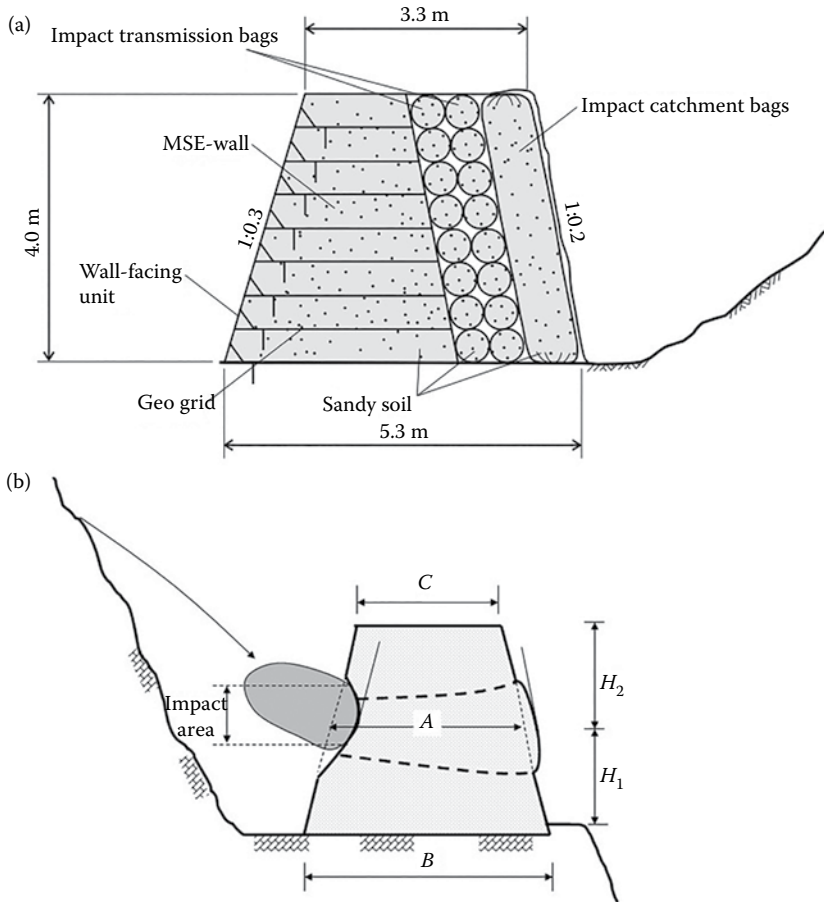 (a)
3.3 m
Impact transmission bags
Impact catchment bags
MSE-wall
4.0 m
1:0.3
1:0.2
Wall-facing
unit
Geo grid
Sandy soil
5.3 m
(b)
C
Impact
area
A
H2
H1
B